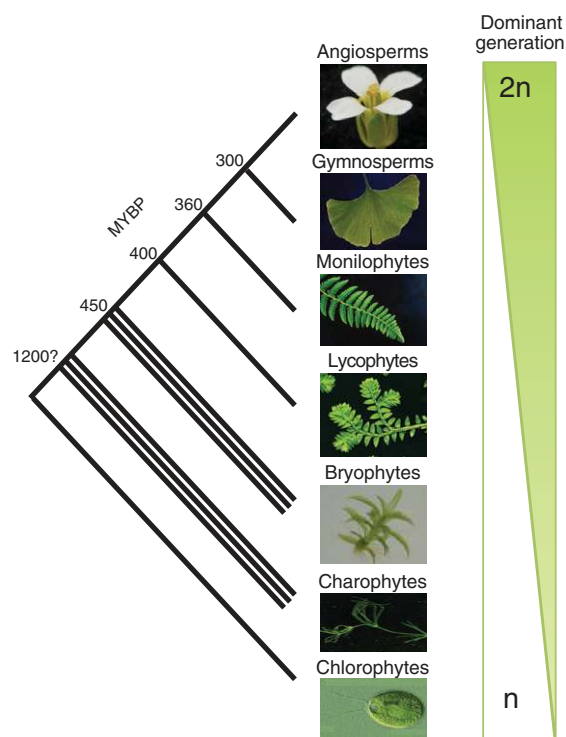 Dominant
generation
Angiosperms
2n
300
Gymnosperms
360
MYBP
400
Monilophytes
450
1200?
Lycophytes
Bryophytes
Charophytes
Chlorophytes
n